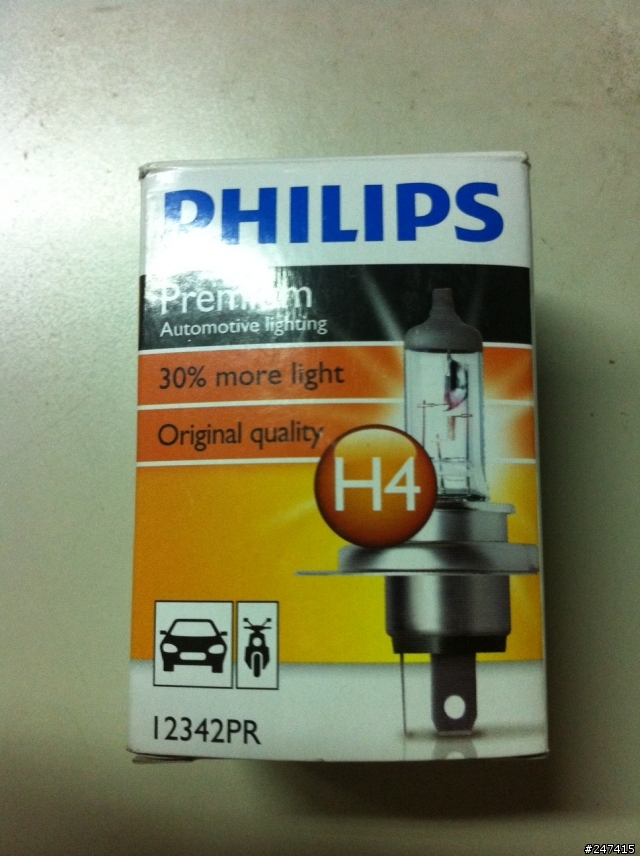 PHILIPS
Premium
Automotive lighting
30% more light
Original quality
H4
12342PR
#247415